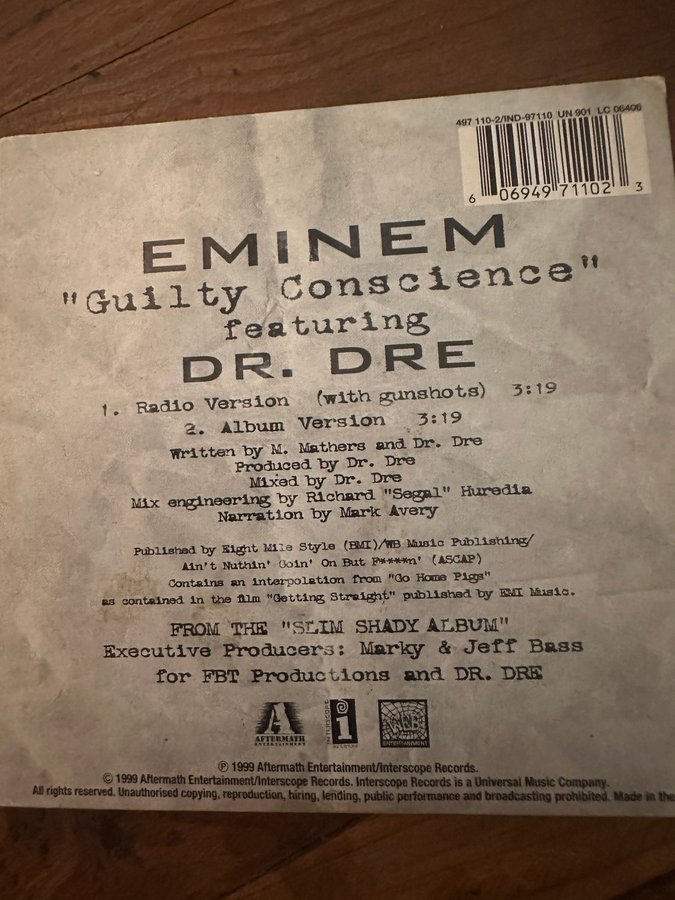 497 110-2/IND-97110 UN 901 LC 06406
6 06949 71102 3
EMINEM
"Guilty Conscience"
featuring
DR. DRE
1. Radio Version (with gunshots) 3:19
2. Album Version 3:19
Written by M. Mathers and Dr. Dre
Produced by Dr. Dre
Mixed by Dr. Dre
Mix engineering by Richard "Segal" Huredia
Narration by Mark Avery
Published by Eight Mile Style (BMI)/WB Music Publishing/
Ain't Nuthin' Goin' On But F****n' (ASCAP)
Contains an interpolation from "Go Home Pigs"
as contained in the film "Getting Straight" published by EMI Music.
FROM THE "SLIM SHADY ALBUM"
Executive Producers: Marky & Jeff Bass
for FBT Productions and DR. DRE
A
AFTERMATH
ENTERTAINMENT
INTERSCOPE
i
RECORDS
WEB
ENTERTAINMENT
℗ 1999 Aftermath Entertainment/Interscope Records.
© 1999 Aftermath Entertainment/Interscope Records. Interscope Records is a Universal Music Company.
All rights reserved. Unauthorised copying, reproduction, hiring, lending, public performance and broadcasting prohibited. Made in the